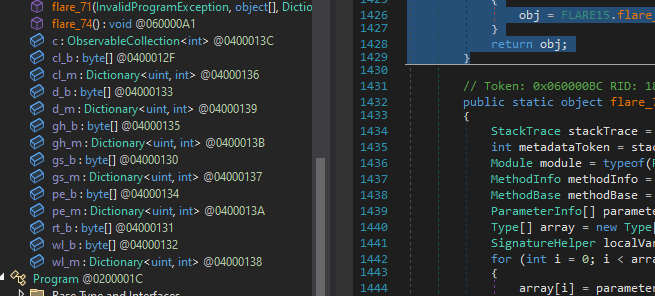 flare_71(InvalidProgramException, object[], Dictio
flare_74() : void @060000A1
c : ObservableCollection<int> @0400013C
cl_b : byte[] @0400012F
cl_m : Dictionary<uint, int> @04000136
d_b : byte[] @04000133
d_m : Dictionary<uint, int> @04000139
gh_b : byte[] @04000135
gh_m : Dictionary<uint, int> @0400013B
gs_b : byte[] @04000130
gs_m : Dictionary<uint, int> @04000137
pe_b : byte[] @04000134
pe_m : Dictionary<uint, int> @0400013A
rt_b : byte[] @04000131
wl_b : byte[] @04000132
wl_m : Dictionary<uint, int> @04000138
Program @0200001C
Base Type and Interfaces
1425 {
1426 obj = FLARE15.flare_
1427 }
1428 return obj;
1429 }
1430
1431 // Token: 0x060000BC RID: 18
1432 public static object flare_7
1433 {
1434 StackTrace stackTrace =
1435 int metadataToken = stac
1436 Module module = typeof(P
1437 MethodInfo methodInfo =
1438 MethodBase methodBase =
1439 ParameterInfo[] paramete
1440 Type[] array = new Type[
1441 SignatureHelper localVar
1442 for (int i = 0; i < arra
1443 {
1444 array[i] = parameter